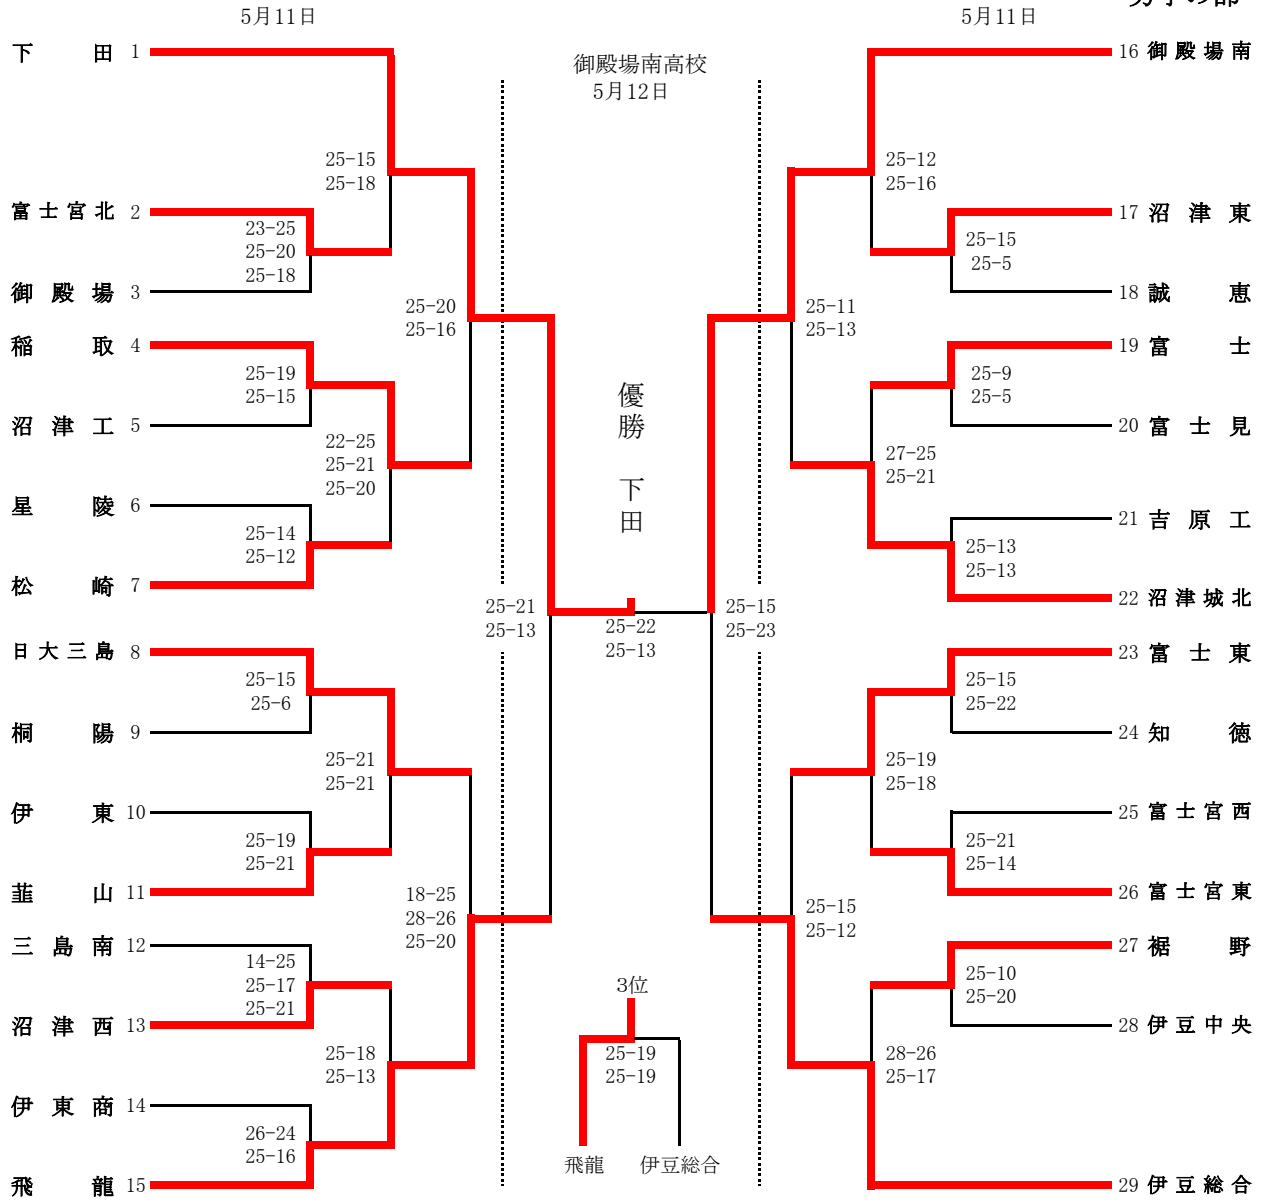 男子の部
5月11日
5月11日
御殿場南高校
5月12日
下田 1
富士宮北 2
御殿場 3
稲取 4
沼津工 5
星陵 6
松崎 7
日大三島 8
桐陽 9
伊東 10
韮山 11
三島南 12
沼津西 13
伊東商 14
飛龍 15
25-15
25-18
23-25
25-20
25-18
25-20
25-16
25-19
25-15
22-25
25-21
25-20
25-14
25-12
25-21
25-13
25-15
25-6
25-21
25-21
25-19
25-21
18-25
28-26
25-20
14-25
25-17
25-21
25-18
25-13
26-24
25-16
優勝 下田
25-22
25-13
3位
25-19
25-19
飛龍 伊豆総合
25-12
25-16
25-15
25-5
25-11
25-13
25-9
25-5
27-25
25-21
25-13
25-13
25-15
25-23
25-15
25-22
25-19
25-18
25-21
25-14
25-15
25-12
25-10
25-20
28-26
25-17
16 御殿場南
17 沼津東
18 誠恵
19 富士
20 富士見
21 吉原工
22 沼津城北
23 富士東
24 知徳
25 富士宮西
26 富士宮東
27 裾野
28 伊豆中央
29 伊豆総合